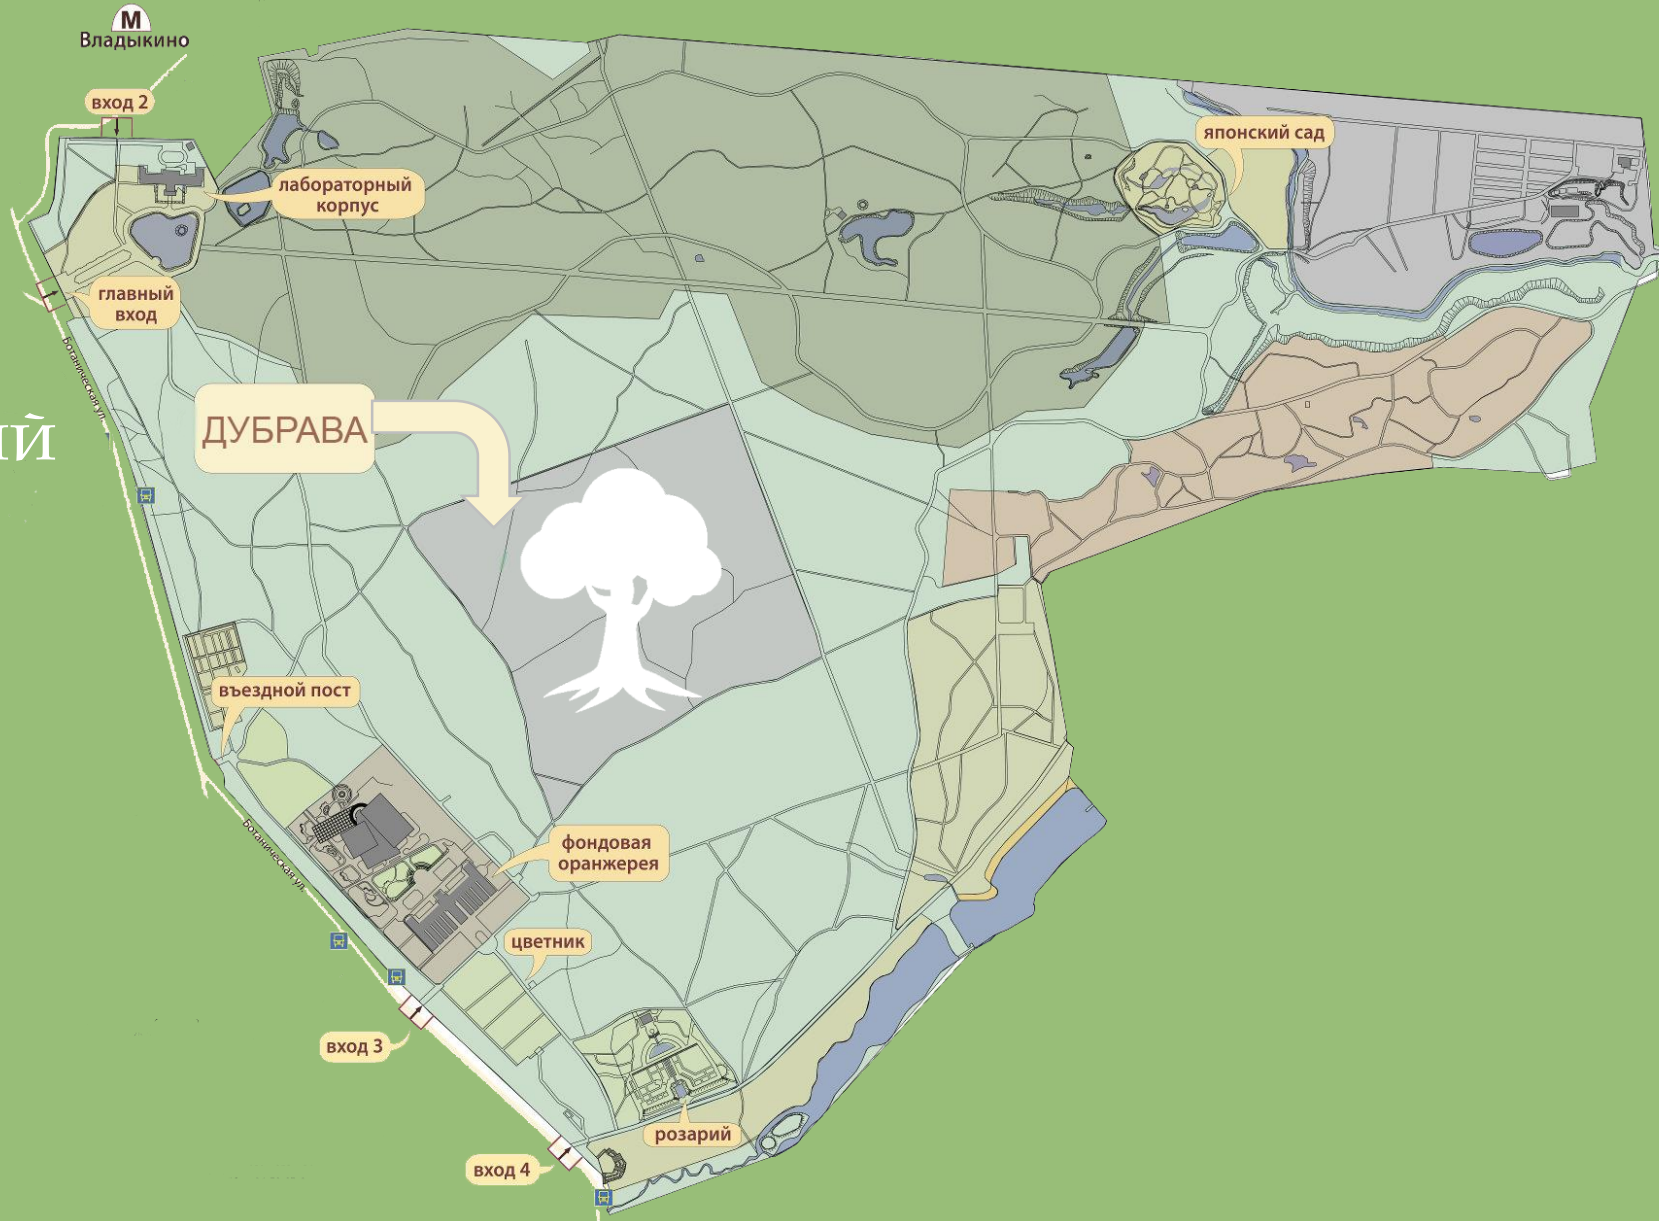 М
Владыкино
вход 2
японский сад
лабораторный
корпус
главный
вход
Ботаническая ул.
ДУБРАВА
ИЙ
въездной пост
Ботаническая ул.
фондовая
оранжерея
цветник
вход 3
розарий
вход 4